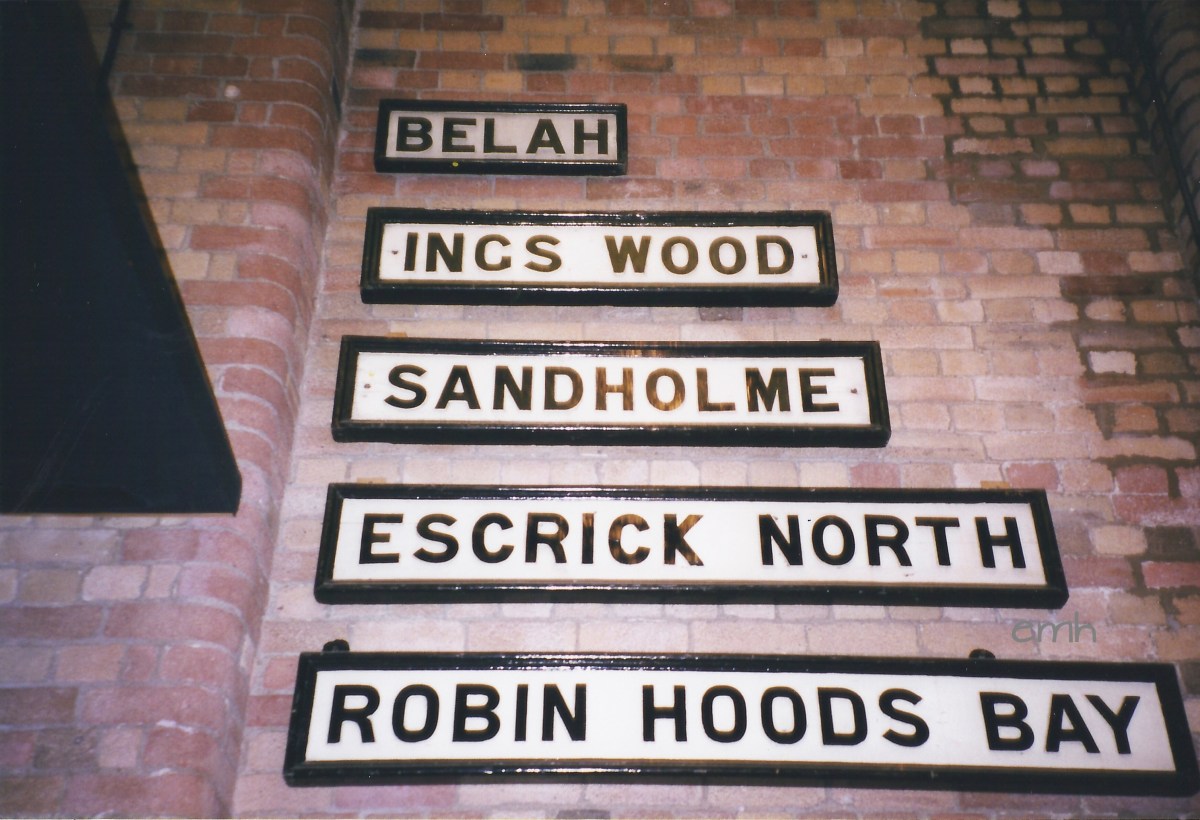 BELAH
INGS WOOD
SANDHOLME
ESCRICK NORTH
amh
ROBIN HOODS BAY